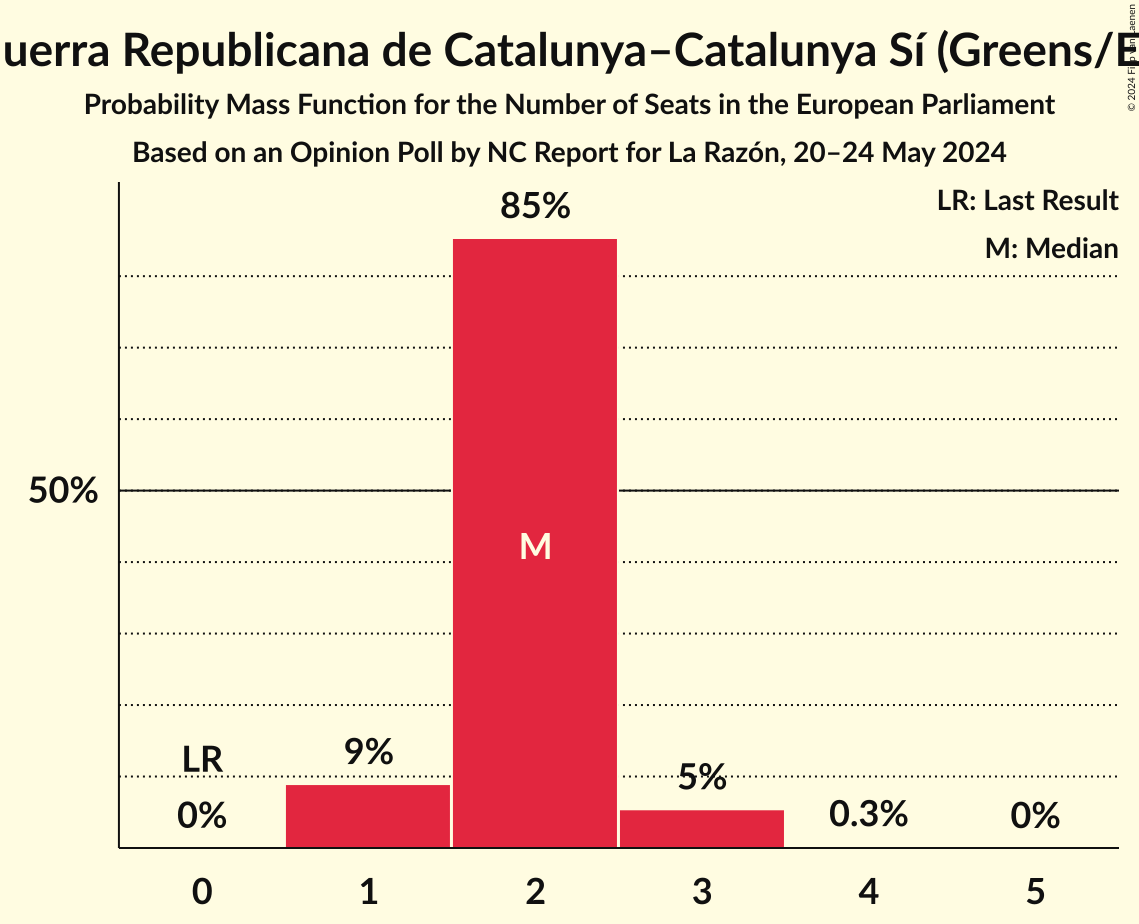 uerra Republicana de Catalunya–Catalunya Sí (Greens/E
Probability Mass Function for the Number of Seats in the European Parliament
Based on an Opinion Poll by NC Report for La Razón, 20–24 May 2024
LR: Last Result
M: Median
85%
50%
M
LR
9%
5%
0%
0.3%
0%
0 1 2 3 4 5
© 2024